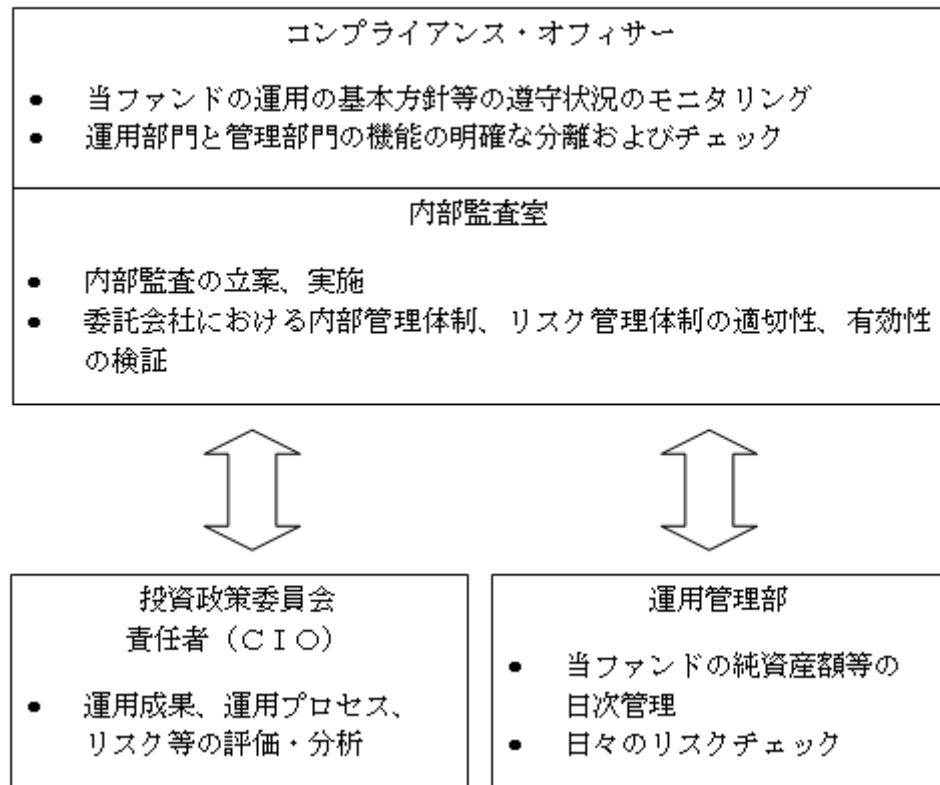 コンプライアンス・オフィサー
● 当ファンドの運用の基本方針等の遵守状況のモニタリング
● 運用部門と管理部門の機能の明確な分離およびチェック
内部監査室
● 内部監査の立案、実施
● 委託会社における内部管理体制、リスク管理体制の適切性、有効性
の検証
投資政策委員会
責任者（ＣＩＯ）
● 運用成果、運用プロセス、
リスク等の評価・分析
運用管理部
● 当ファンドの純資産額等の
日次管理
● 日々のリスクチェック